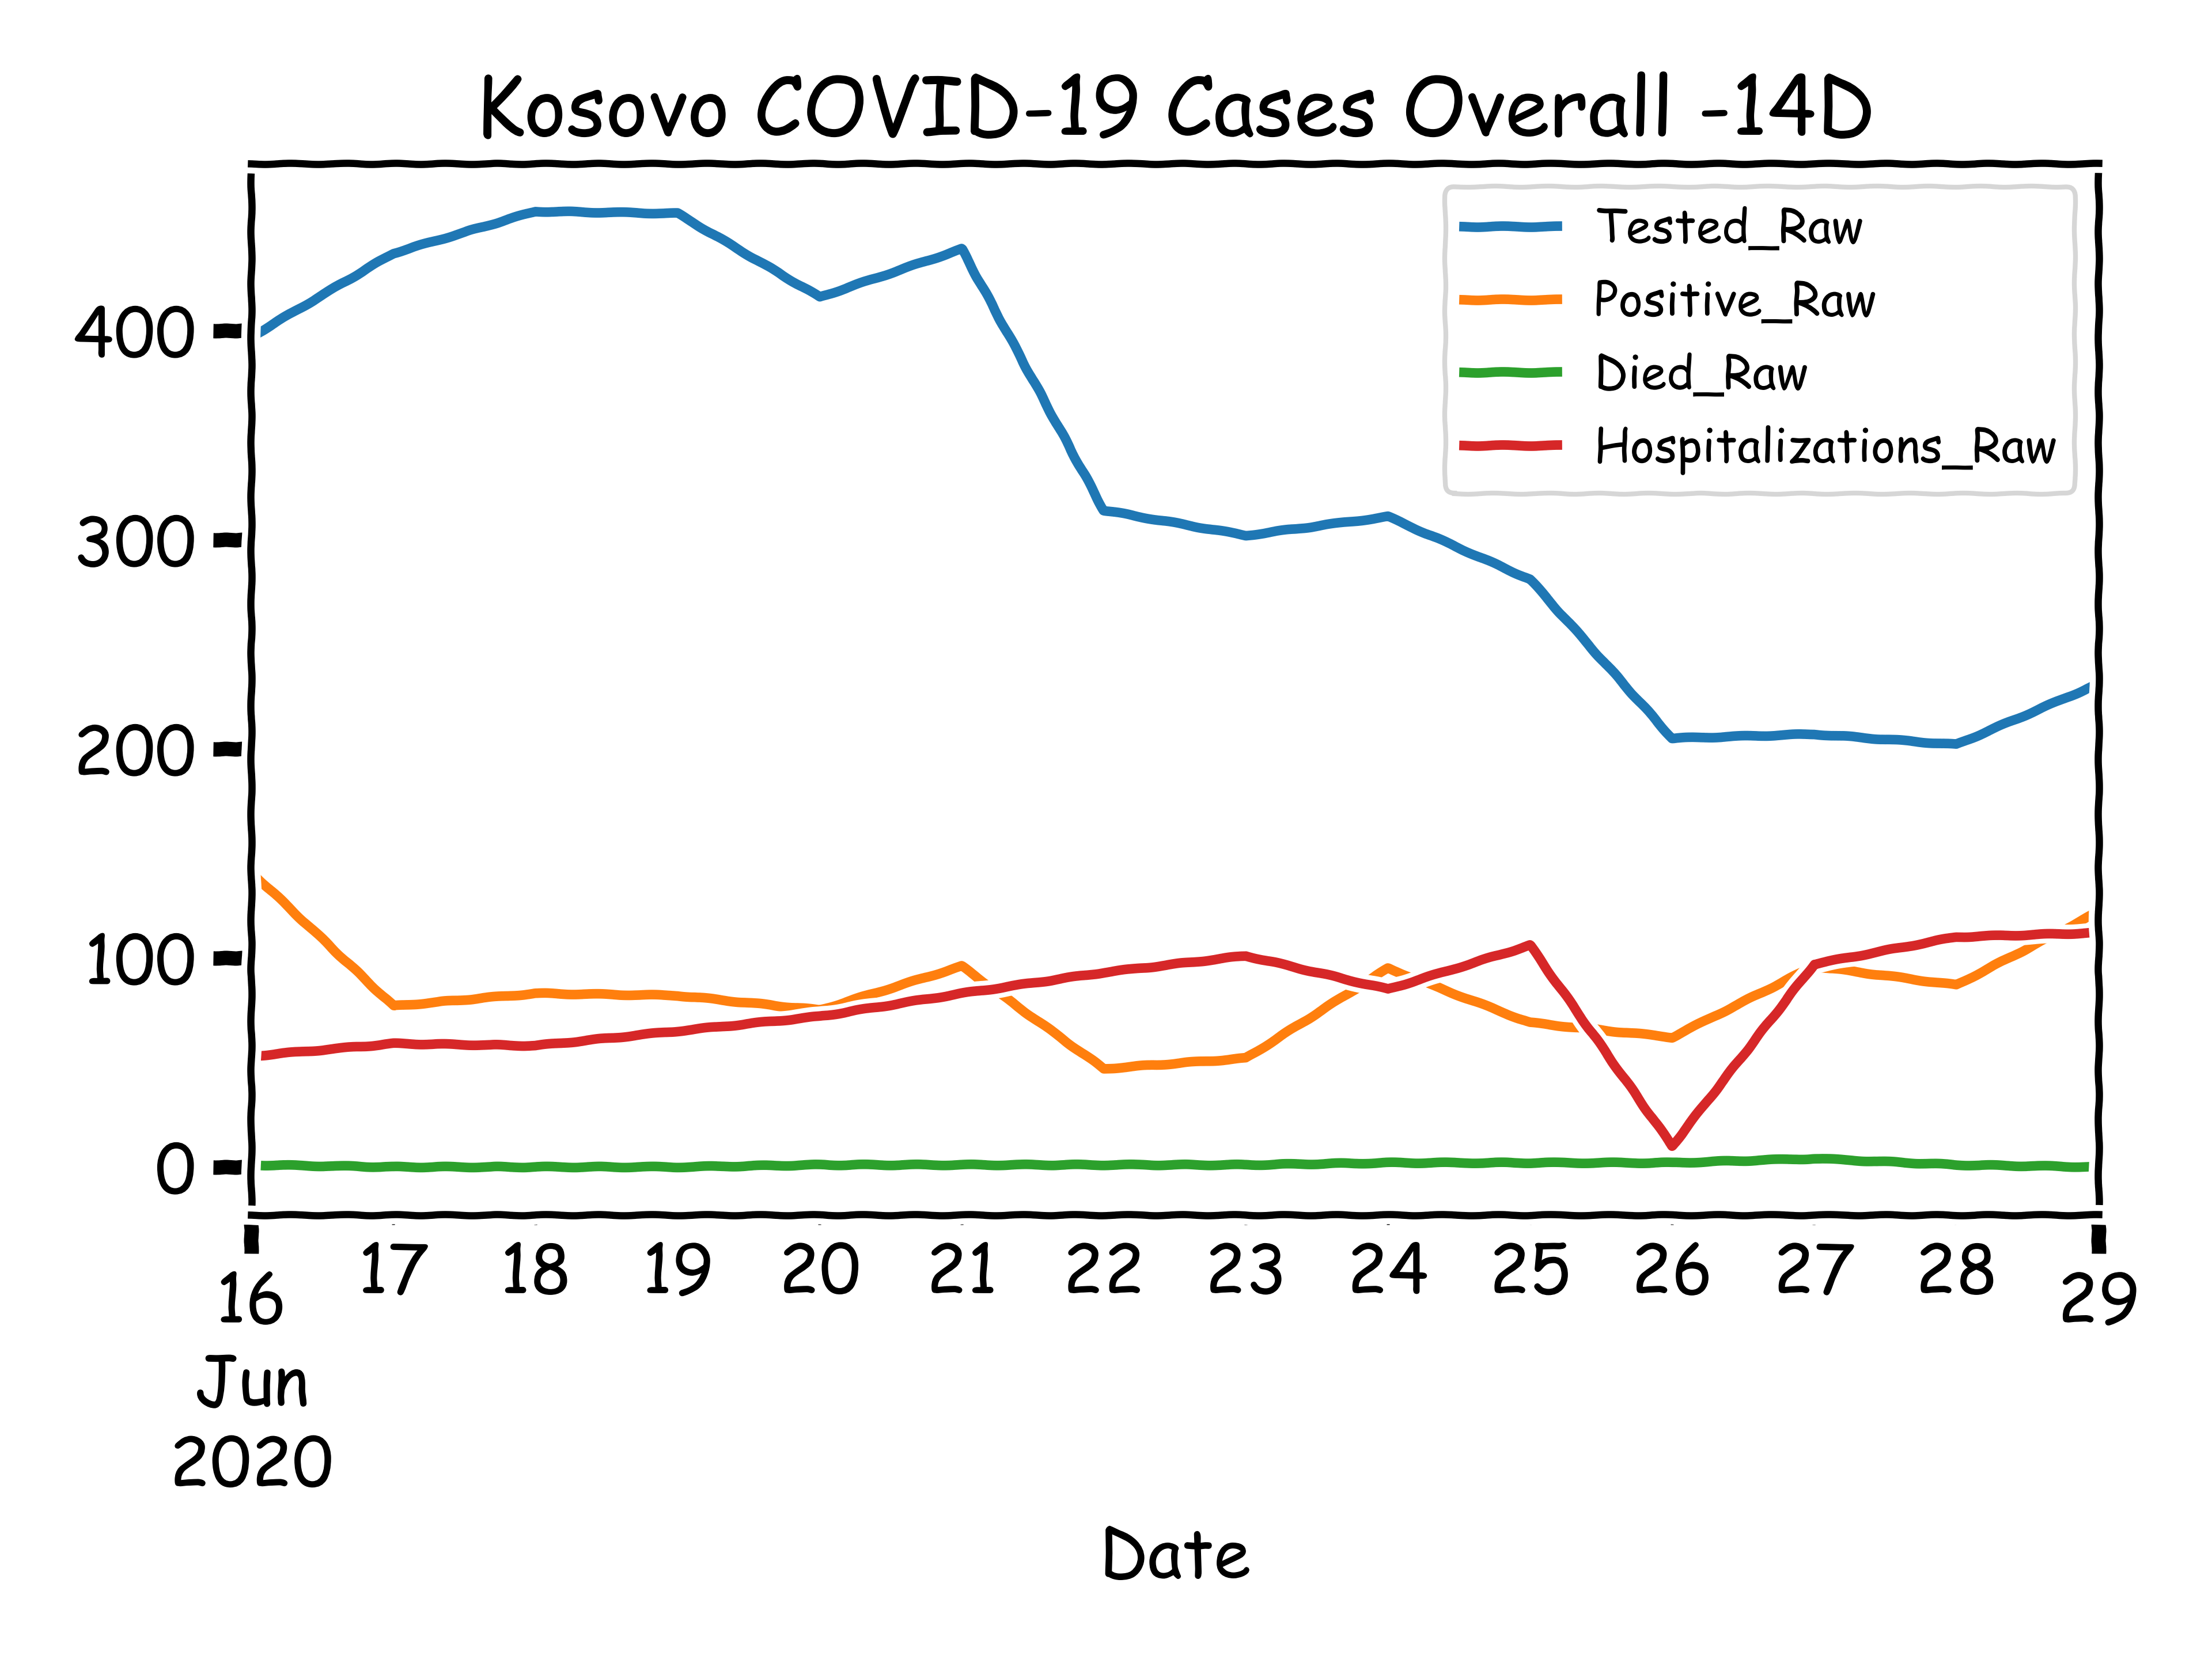 Kosovo COVID-19 Cases Overall -14D
Tested_Raw
Positive_Raw
Died_Raw
Hospitalizations_Raw
400
300
200
100
0
16 17 18 19 20 21 22 23 24 25 26 27 28 29
Jun
2020
Date